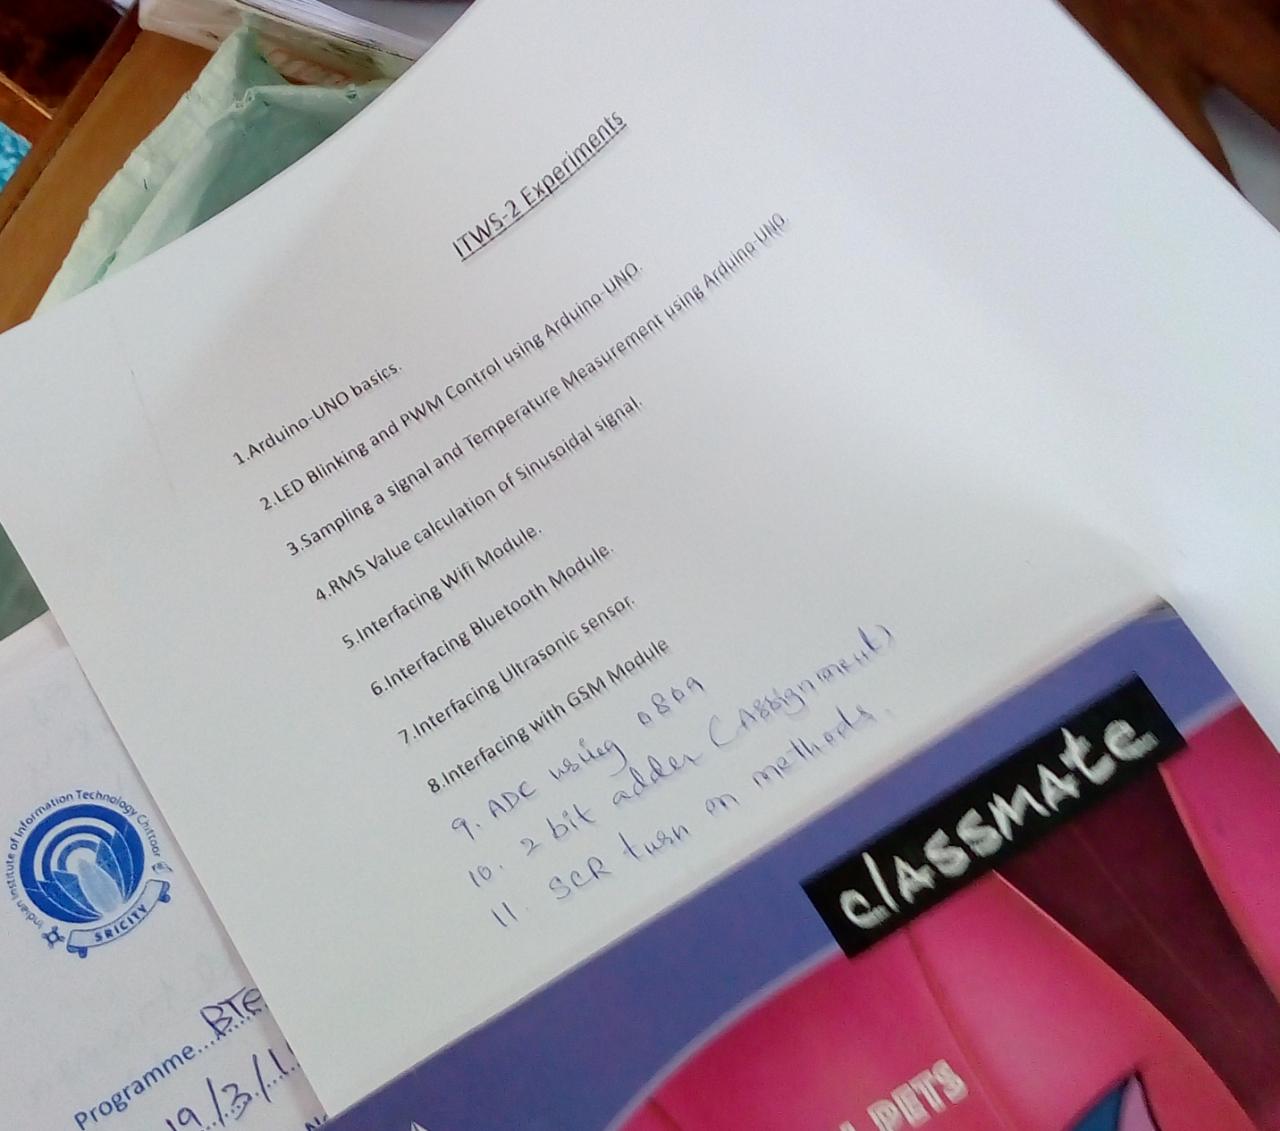 ITWS-2 Experiments
1.Arduino-UNO basics.
2.LED Blinking and PWM Control using Arduino-UNO.
3.Sampling a signal and Temperature Measurement using Arduino-UNO.
4.RMS Value calculation of Sinusoidal signal.
5.Interfacing Wifi Module.
6.Interfacing Bluetooth Module.
7.Interfacing Ultrasonic sensor.
8.Interfacing with GSM Module
9. ADC using 0809
10. 2 bit adder (Assignment)
11. SCR turn on methods.
classmate
PETS
Indian Institute of Information Technology Chittoor
SRICITY
Programme...
19/3/1